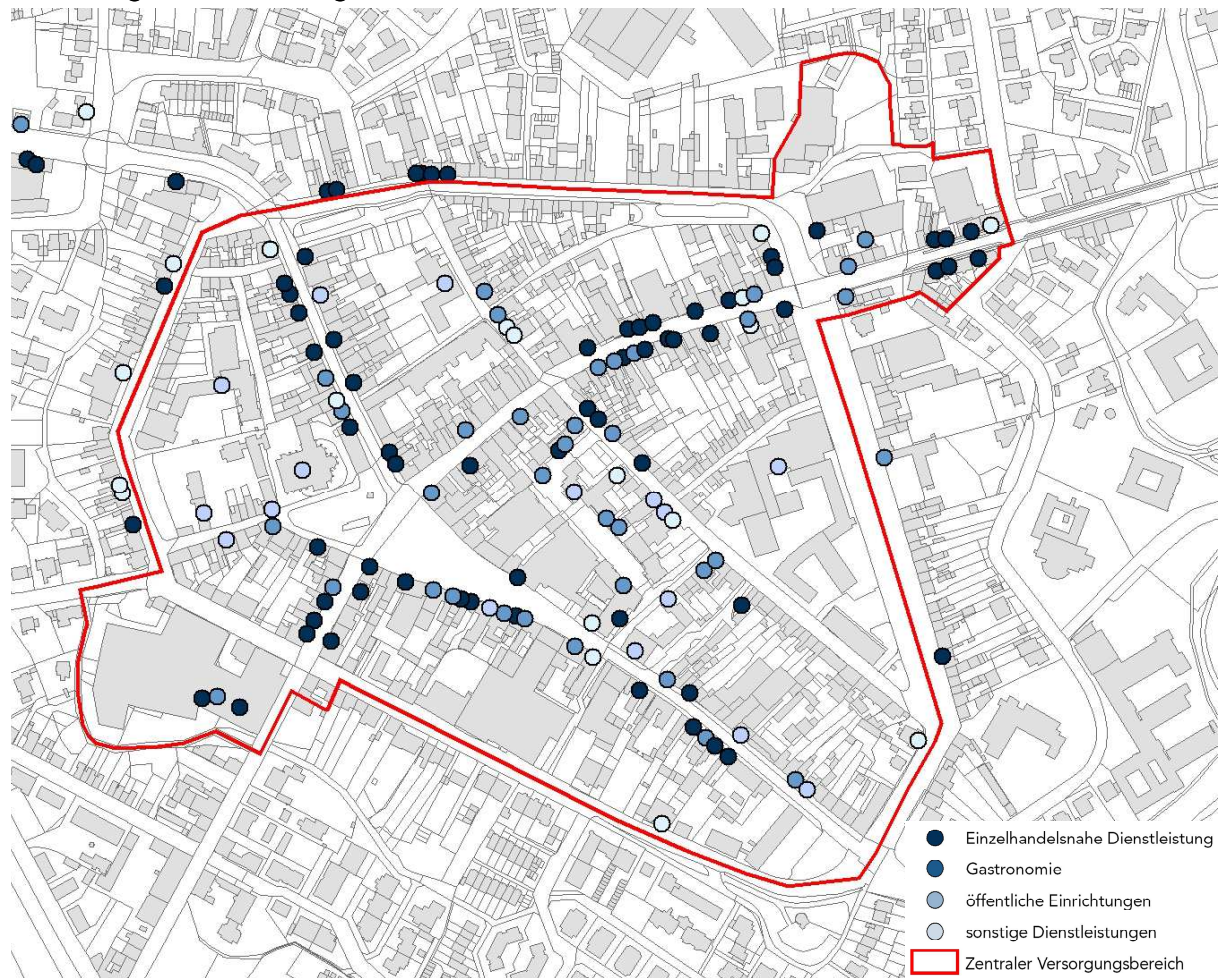 Einzelhandelsnahe Dienstleistung
Gastronomie
öffentliche Einrichtungen
sonstige Dienstleistungen
Zentraler Versorgungsbereich